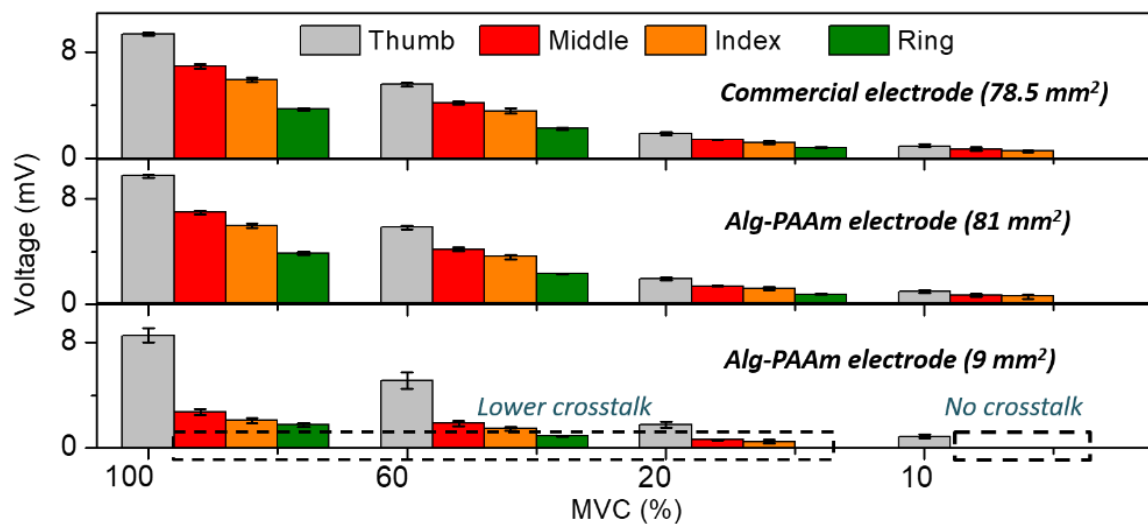 Thumb Middle Index Ring
8
Commercial electrode (78.5 mm²)
0
8
Alg-PAAm electrode (81 mm²)
0
Voltage (mV)
8
Alg-PAAm electrode (9 mm²)
Lower crosstalk No crosstalk
0
100 60 20 10
MVC (%)